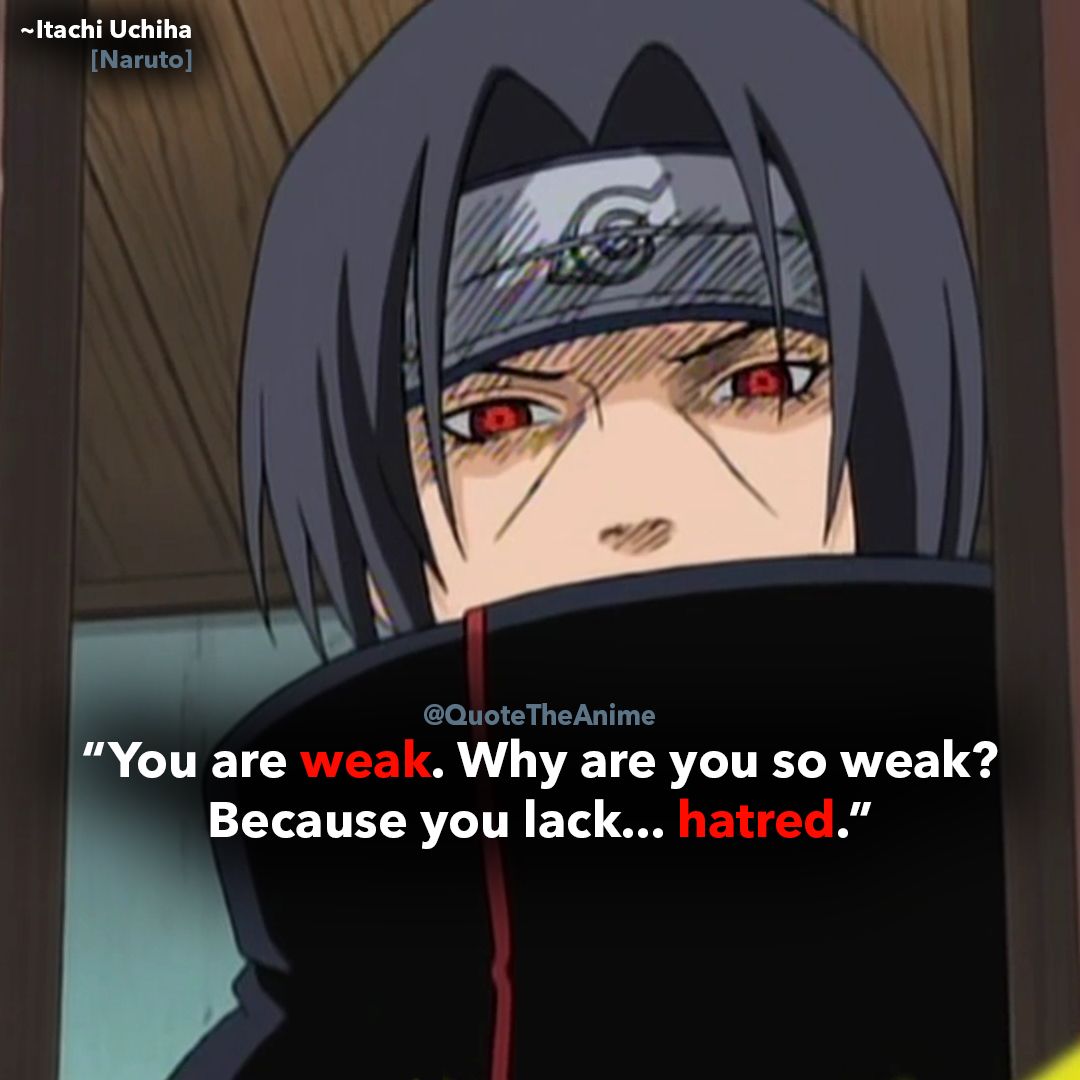 ~Itachi Uchiha
[Naruto]
@QuoteTheAnime
“You are weak. Why are you so weak?
Because you lack... hatred.”